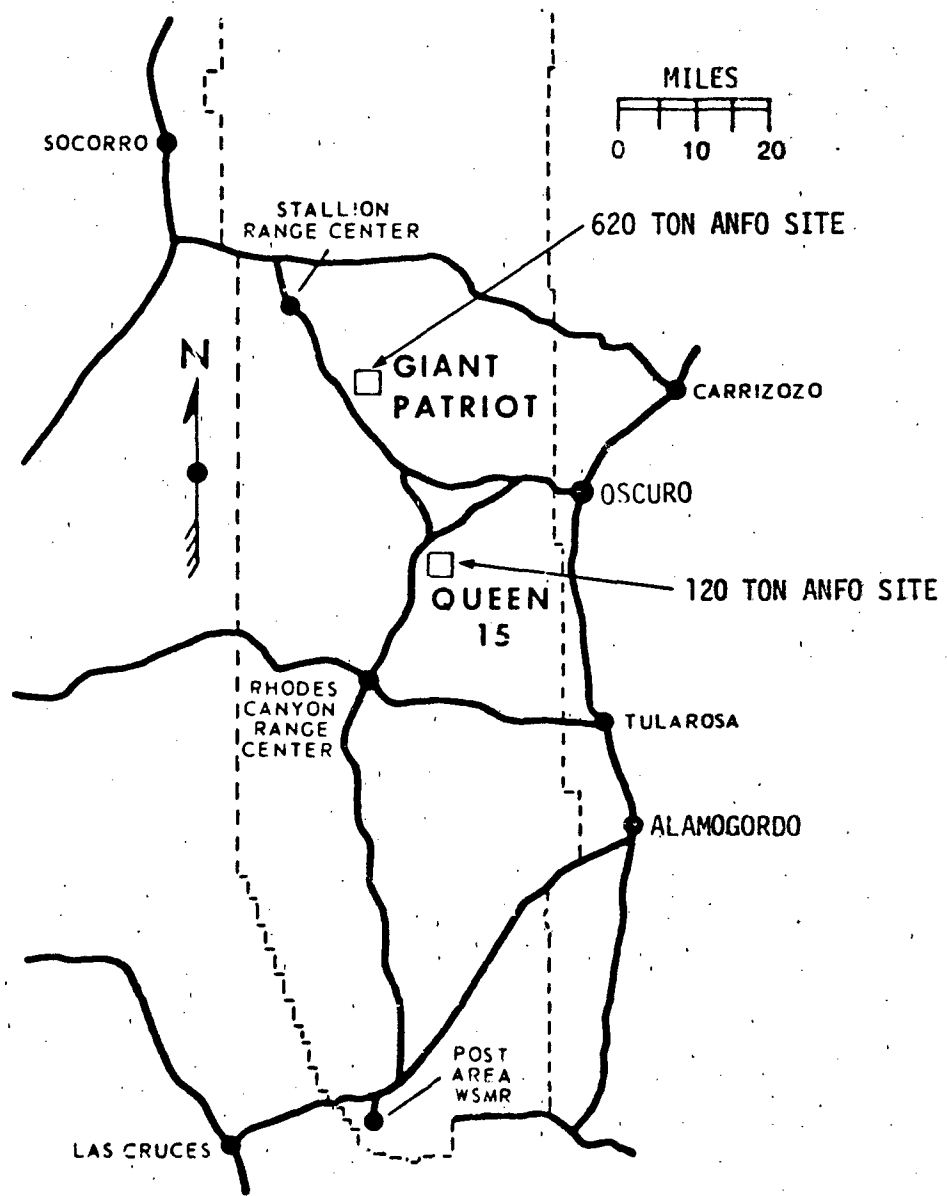 MILES
0 10 20
SOCORRO
STALLION
RANGE CENTER
620 TON ANFO SITE
N
GIANT
PATRIOT
CARRIZOZO
OSCURO
120 TON ANFO SITE
QUEEN
15
RHODES
CANYON
RANGE
CENTER
TULAROSA
ALAMOGORDO
POST
AREA
WSMR
LAS CRUCES